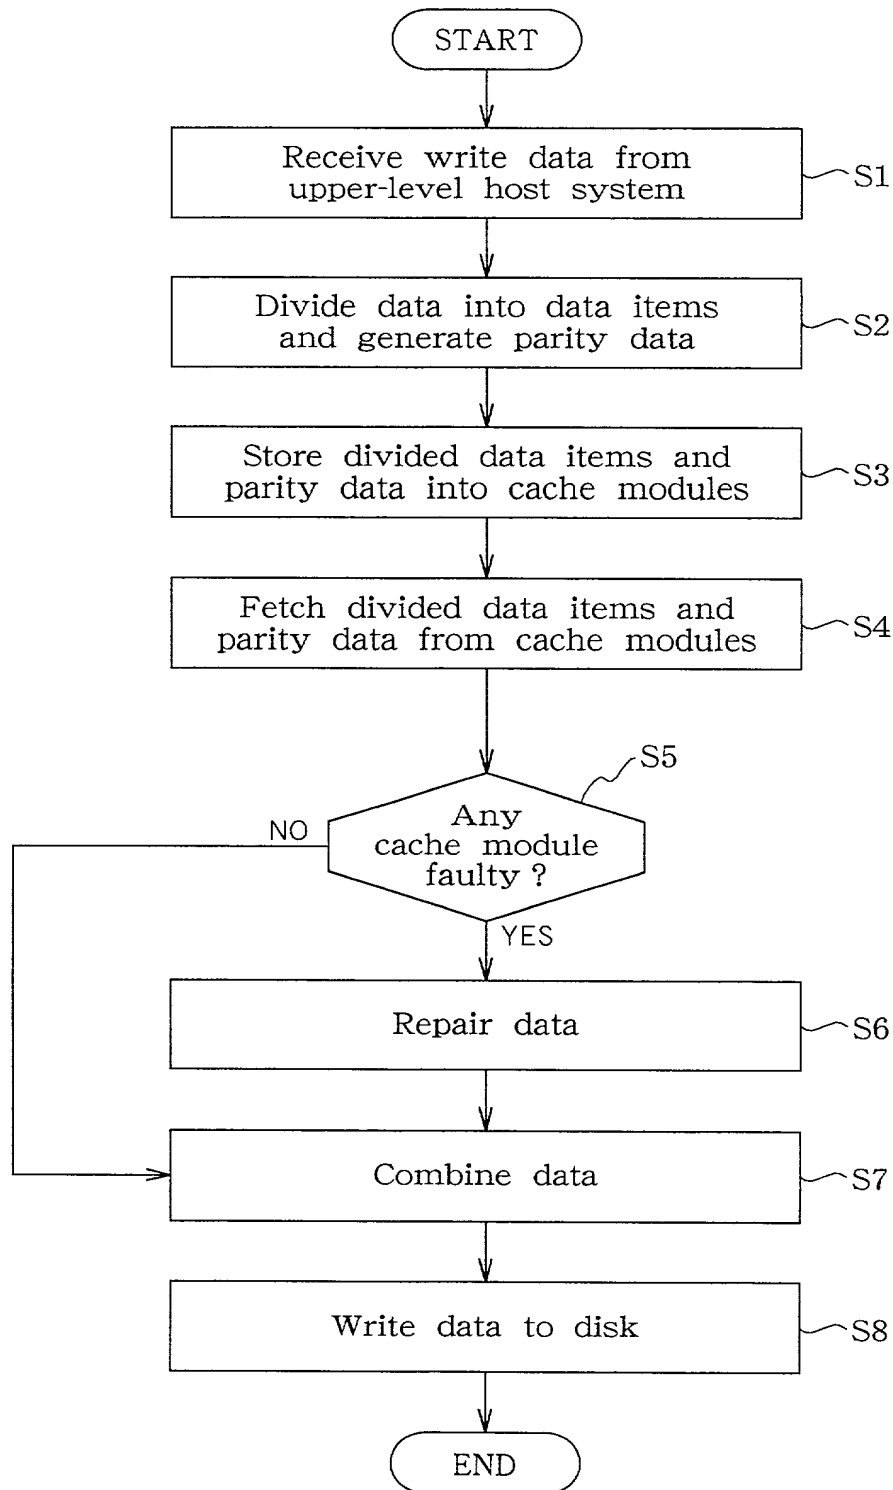 START
Receive write data from
upper-level host system
S1
Divide data into data items
and generate parity data
S2
Store divided data items and
parity data into cache modules
S3
Fetch divided data items and
parity data from cache modules
S4
S5
Any
cache module
faulty ?
NO
YES
Repair data
S6
Combine data
S7
Write data to disk
S8
END